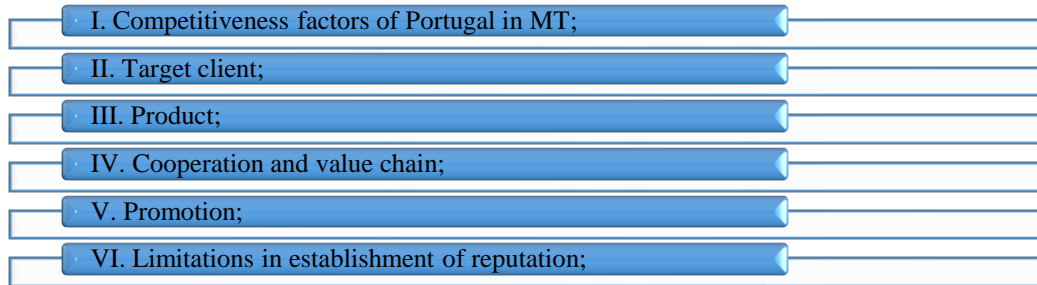 I. Competitiveness factors of Portugal in MT;
II. Target client;
III. Product;
IV. Cooperation and value chain;
V. Promotion;
VI. Limitations in establishment of reputation;